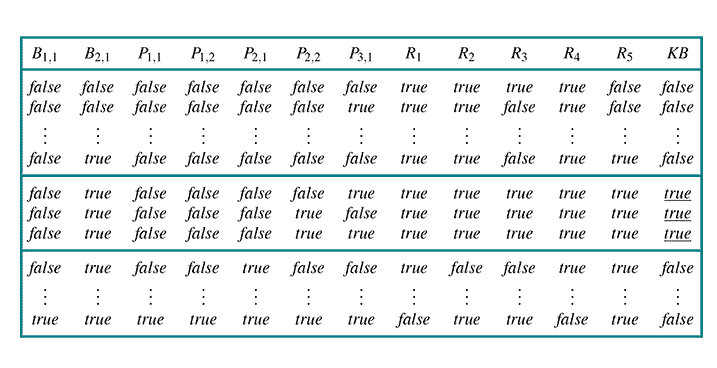 B1,1 B2,1 P1,1 P1,2 P2,1 P2,2 P3,1 R1 R2 R3 R4 R5 KB
false false false false false false false true true true true false false
false false false false false false true true true false true false false
⋮ ⋮ ⋮ ⋮ ⋮ ⋮ ⋮ ⋮ ⋮ ⋮ ⋮ ⋮ ⋮
false true false false false false false true true false true true false
false true false false false false true true true true true true true
false true false false false true false true true true true true true
false true false false false true true true true true true true true
false true false false true false false true false false true true false
⋮ ⋮ ⋮ ⋮ ⋮ ⋮ ⋮ ⋮ ⋮ ⋮ ⋮ ⋮ ⋮
true true true true true true true false true true false true false